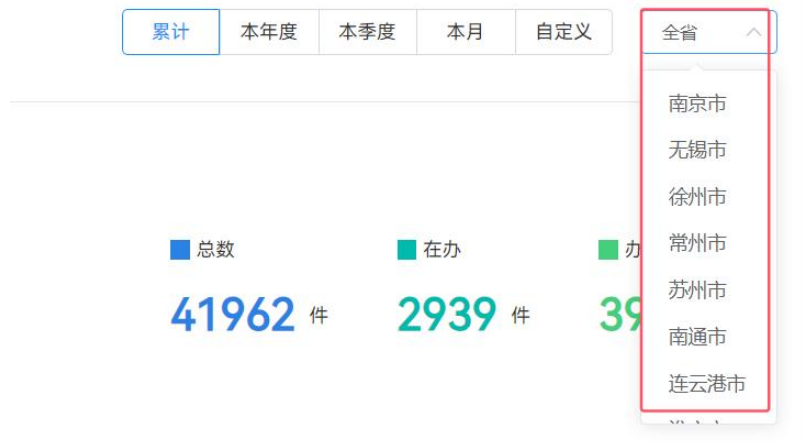 累计 本年度 本季度 本月 自定义 全省
南京市
无锡市
徐州市
常州市
总数 在办
苏州市
41962 件 2939 件 39
南通市
连云港市